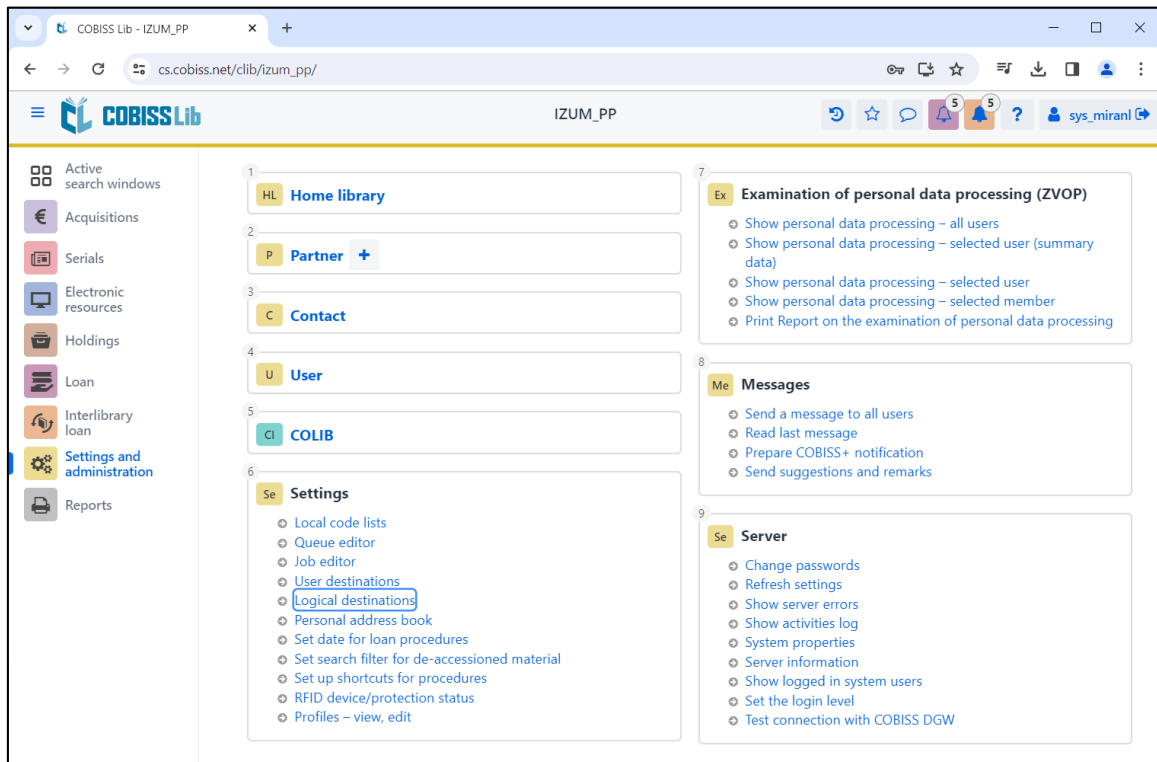 COBISS Lib - IZUM_PP
cs.cobiss.net/clib/izum_pp/
COBISS Lib
IZUM_PP
5
5
?
sys_miranl
Active
search windows
€
Acquisitions
Serials
Electronic
resources
Holdings
Loan
Interlibrary
loan
Settings and
administration
Reports
1
HL Home library
2
P Partner +
3
C Contact
4
U User
5
CI COLIB
6
Se Settings
Local code lists
Queue editor
Job editor
User destinations
Logical destinations
Personal address book
Set date for loan procedures
Set search filter for de-accessioned material
Set up shortcuts for procedures
RFID device/protection status
Profiles – view, edit
7
Ex Examination of personal data processing (ZVOP)
Show personal data processing – all users
Show personal data processing – selected user (summary
data)
Show personal data processing – selected user
Show personal data processing – selected member
Print Report on the examination of personal data processing
8
Me Messages
Send a message to all users
Read last message
Prepare COBISS+ notification
Send suggestions and remarks
9
Se Server
Change passwords
Refresh settings
Show server errors
Show activities log
System properties
Server information
Show logged in system users
Set the login level
Test connection with COBISS DGW